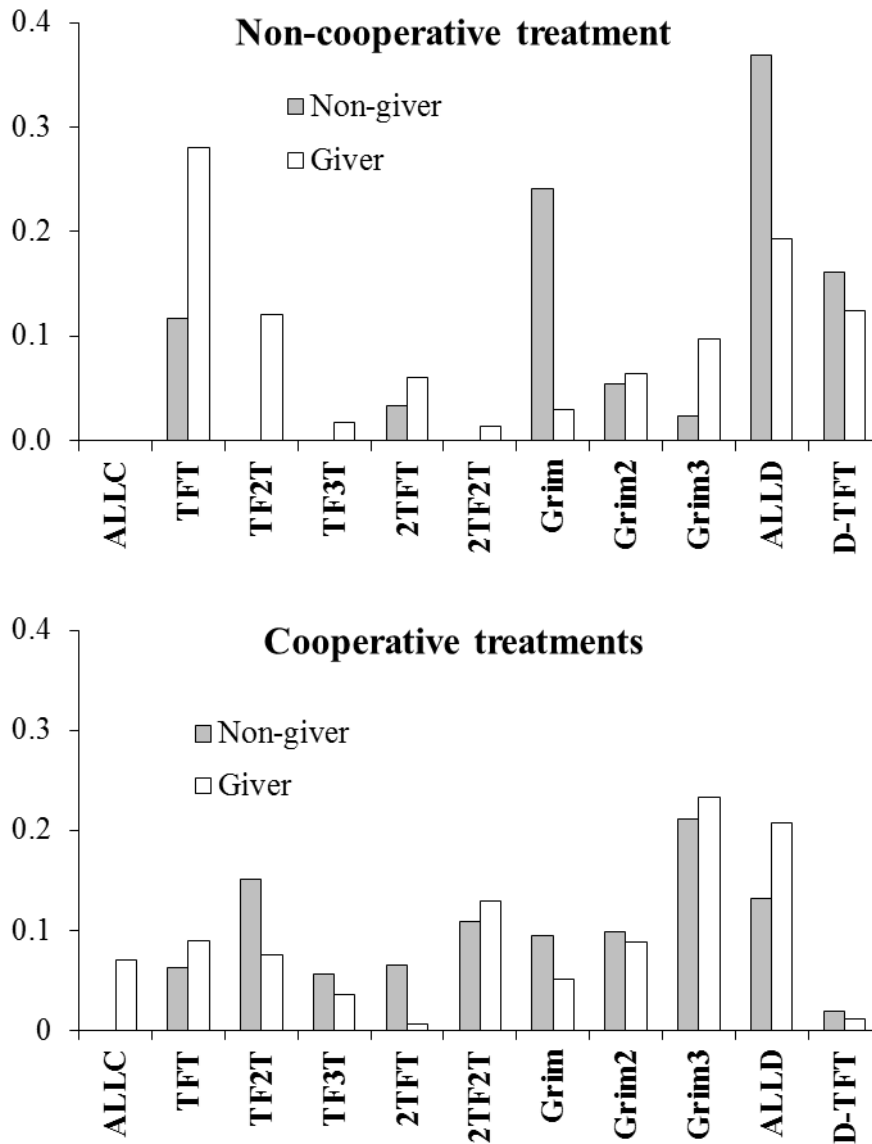 Non-cooperative treatment
Non-giver
Giver
0.4
0.3
0.2
0.1
0.0
ALLC TFT TF2T TF3T 2TFT 2TF2T Grim Grim2 Grim3 ALLD D-TFT
Cooperative treatments
Non-giver
Giver
0.4
0.3
0.2
0.1
0
ALLC TFT TF2T TF3T 2TFT 2TF2T Grim Grim2 Grim3 ALLD D-TFT